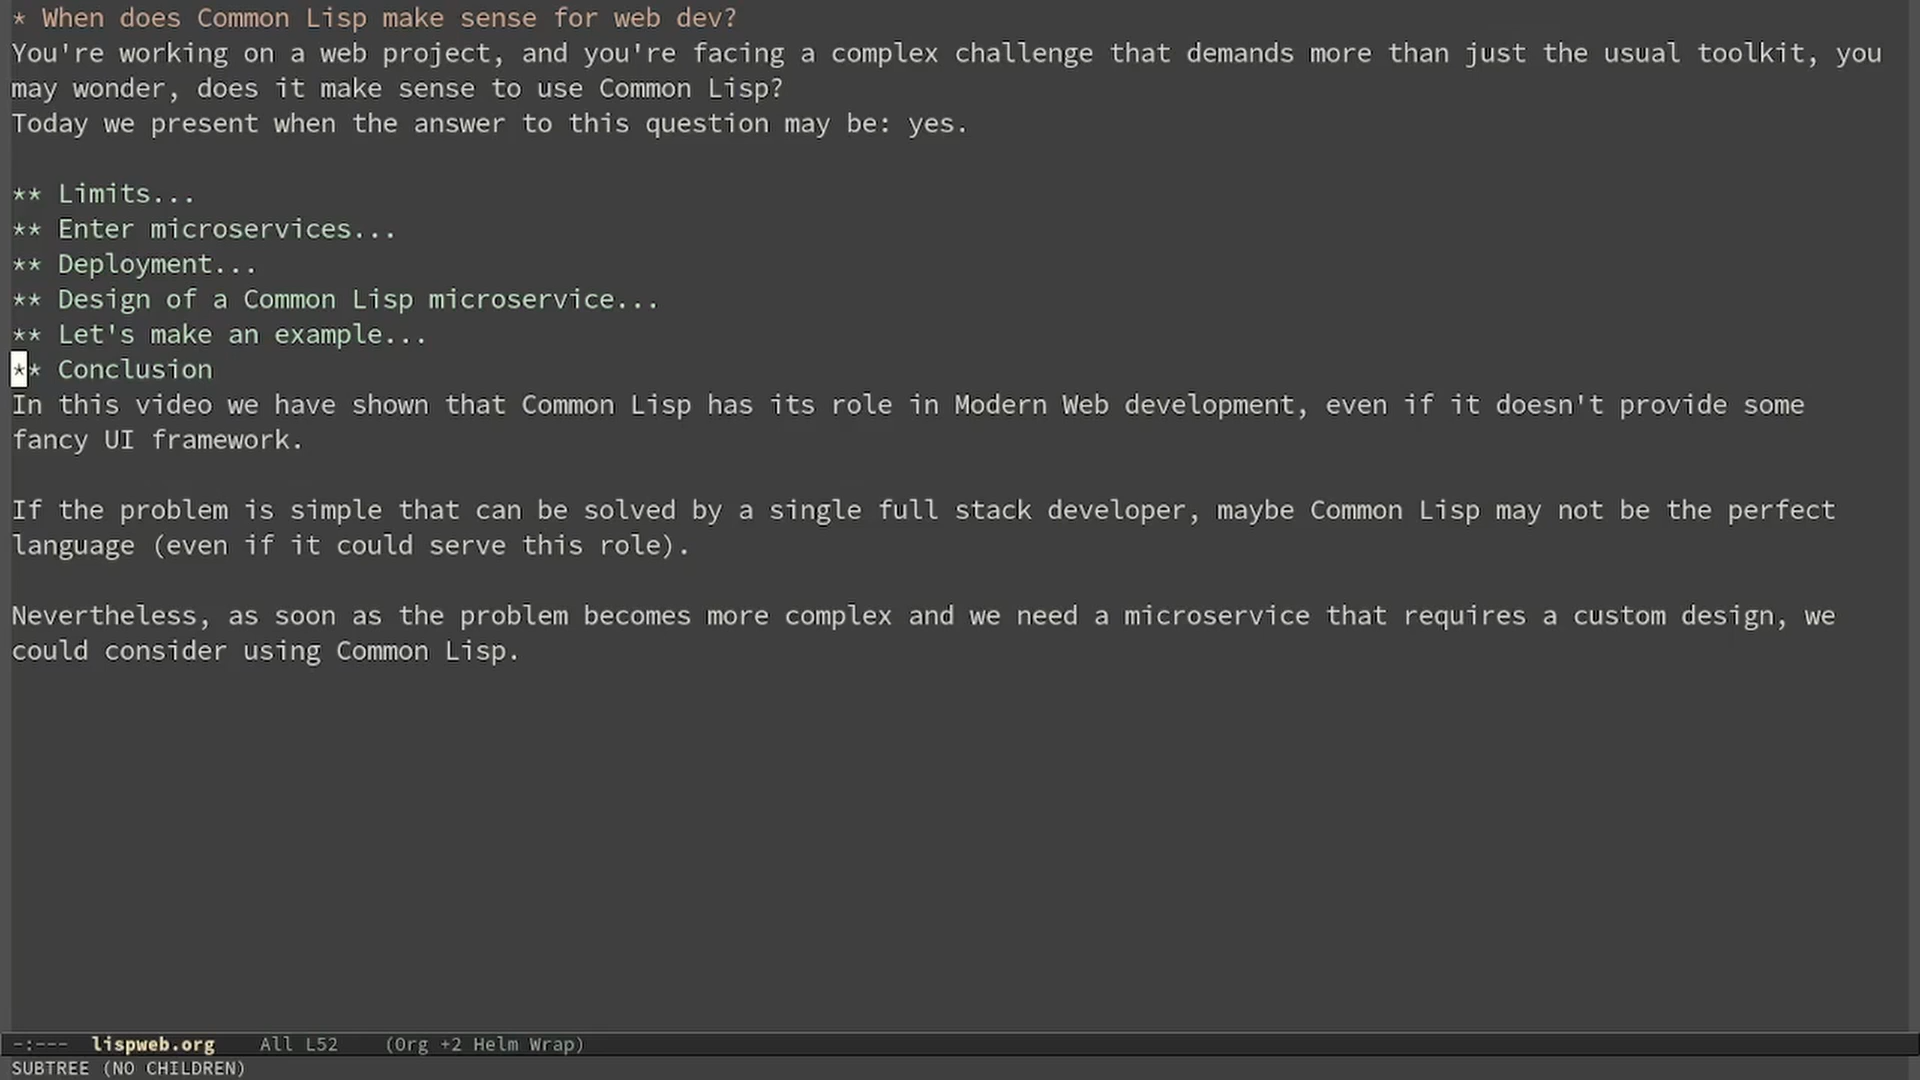 * When does Common Lisp make sense for web dev?
You're working on a web project, and you're facing a complex challenge that demands more than just the usual toolkit, you
may wonder, does it make sense to use Common Lisp?
Today we present when the answer to this question may be: yes.
** Limits...
** Enter microservices...
** Deployment...
** Design of a Common Lisp microservice...
** Let's make an example...
** Conclusion
In this video we have shown that Common Lisp has its role in Modern Web development, even if it doesn't provide some
fancy UI framework.
If the problem is simple that can be solved by a single full stack developer, maybe Common Lisp may not be the perfect
language (even if it could serve this role).
Nevertheless, as soon as the problem becomes more complex and we need a microservice that requires a custom design, we
could consider using Common Lisp.
-:--- lispweb.org All L52 (Org +2 Helm Wrap)
SUBTREE (NO CHILDREN)